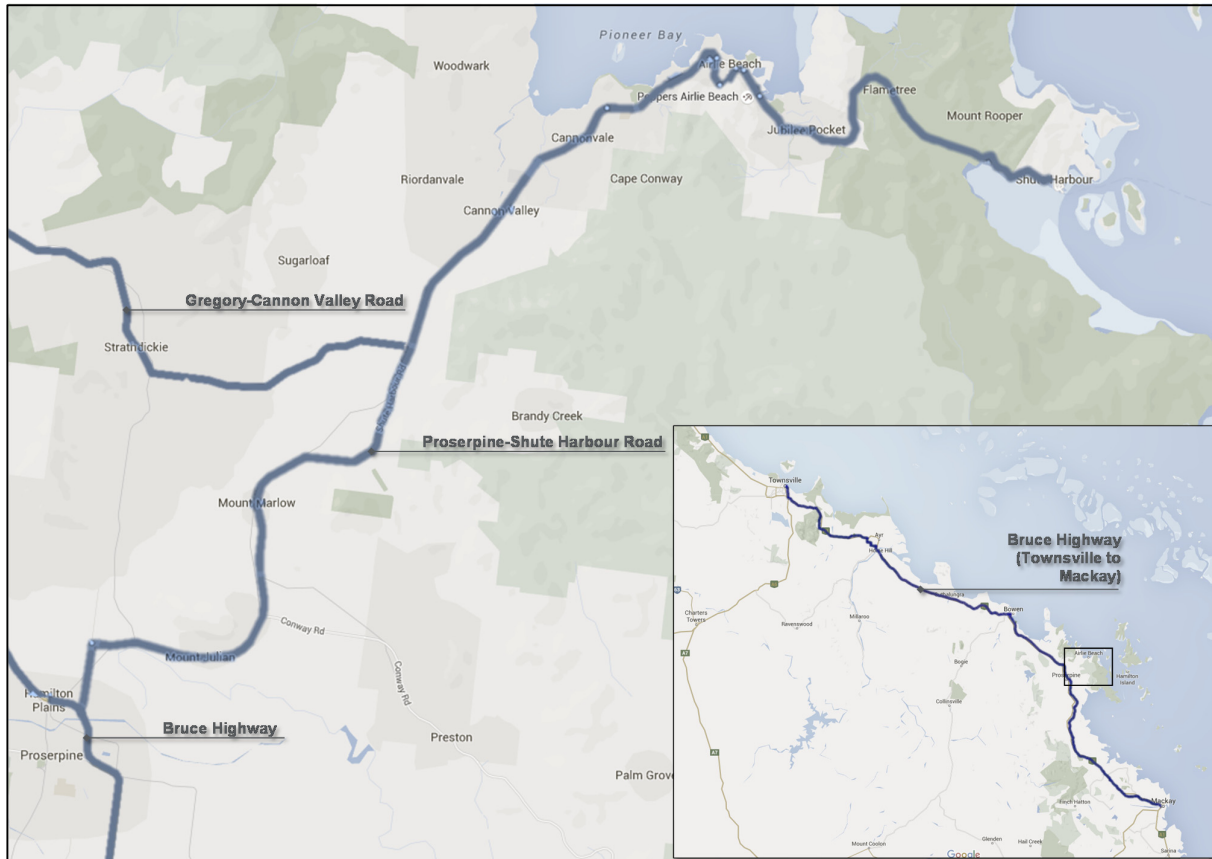 Pioneer Bay
Woodwark
Airlie Beach
Peppers Airlie Beach
Flametree
Mount Rooper
Jubilee Pocket
Cannonvale
Riordanvale
Cape Conway
Shute Harbour
Cannon Valley
Sugarloaf
Gregory-Cannon Valley Road
Strathdickie
Brandy Creek
Proserpine-Shute Harbour Road
Mount Marlow
Conway Rd
Mount Julian
Conway Rd
Hamilton
Plains
Bruce Highway
Proserpine
Preston
Palm Grove
Townsville
Ayr
Home Hill
Bruce Highway
(Townsville to
Mackay)
Charters
Towers
Ravenswood
Millaroo
Bowen
A7
Bogie
Airlie Beach
Proserpine
Hamilton
Island
Collinsville
A7
Finch Hatton
Mackay
Glenden
Hail Creek
Mount Coolon
Sarina
Google